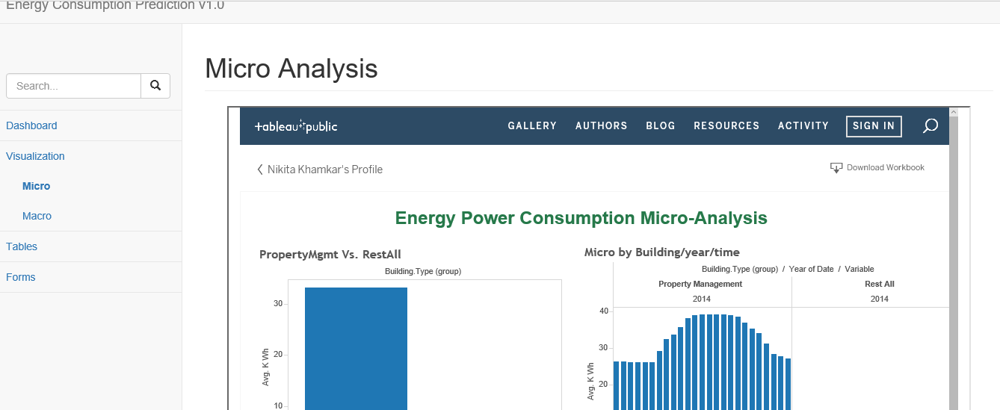 Energy Consumption Prediction v1.0
Search...
Dashboard
Visualization
Micro
Macro
Tables
Forms
Micro Analysis
tableau public
GALLERY AUTHORS BLOG RESOURCES ACTIVITY SIGN IN
Nikita Khamkar's Profile
Download Workbook
Energy Power Consumption Micro-Analysis
PropertyMgmt Vs. RestAll
Building.Type (group)
30
20
10
Avg. K Wh
Micro by Building/year/time
Building.Type (group) / Year of Date / Variable
Property Management Rest All
2014 2014
40
30
20
Avg. K Wh